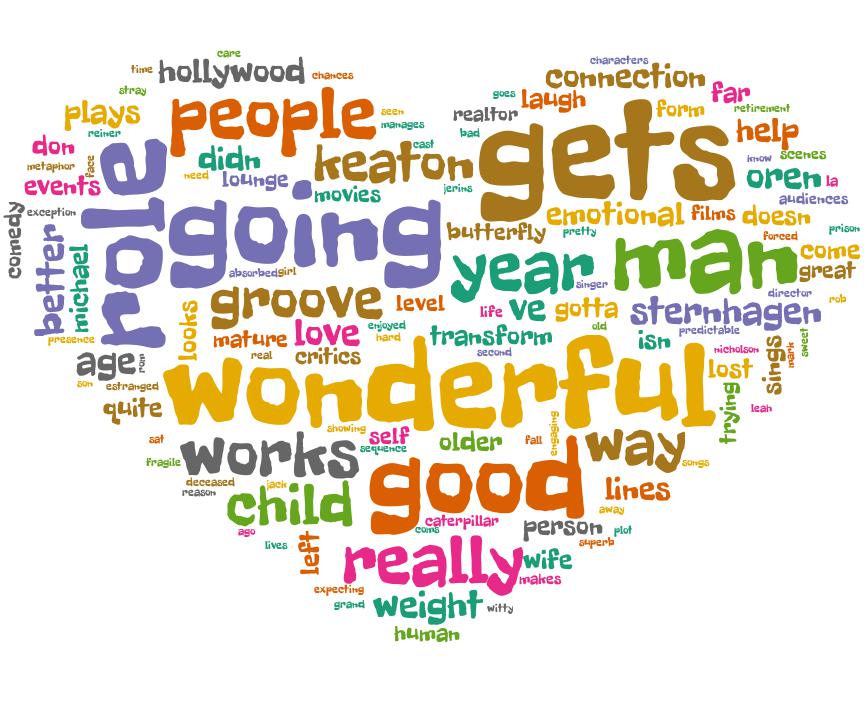 care
time
hollywood
chances
characters
connection
stray
plays
people
seen
manages
goes
laugh
far
realtor
form
retirement
reiner
don
didn
cast
bad
help
metaphor
face
role
need
lounge
keaton
gets
know
scenes
events
movies
jerins
oren
la
audiences
comedy
exception
going
emotional
films
doesn
better
michael
butterfly
pretty
man
forced
prison
come
great
absorbed
girl
year
singer
director
groove
level
life
ve
gotta
sternhagen
rob
presence
looks
mature
love
enjoyed
hard
transform
old
isn
predictable
sweet
age
rom
real
critics
second
nicholson
sings
mark
son
estranged
wonderful
lost
quite
trying
leah
showing
sat
self
sequence
older
fall
engaging
way
songs
fragile
works
deceased
reason
jack
good
lines
child
away
caterpillar
coms
person
plot
ago
lives
left
really
superb
wife
makes
expecting
grand
weight
witty
human